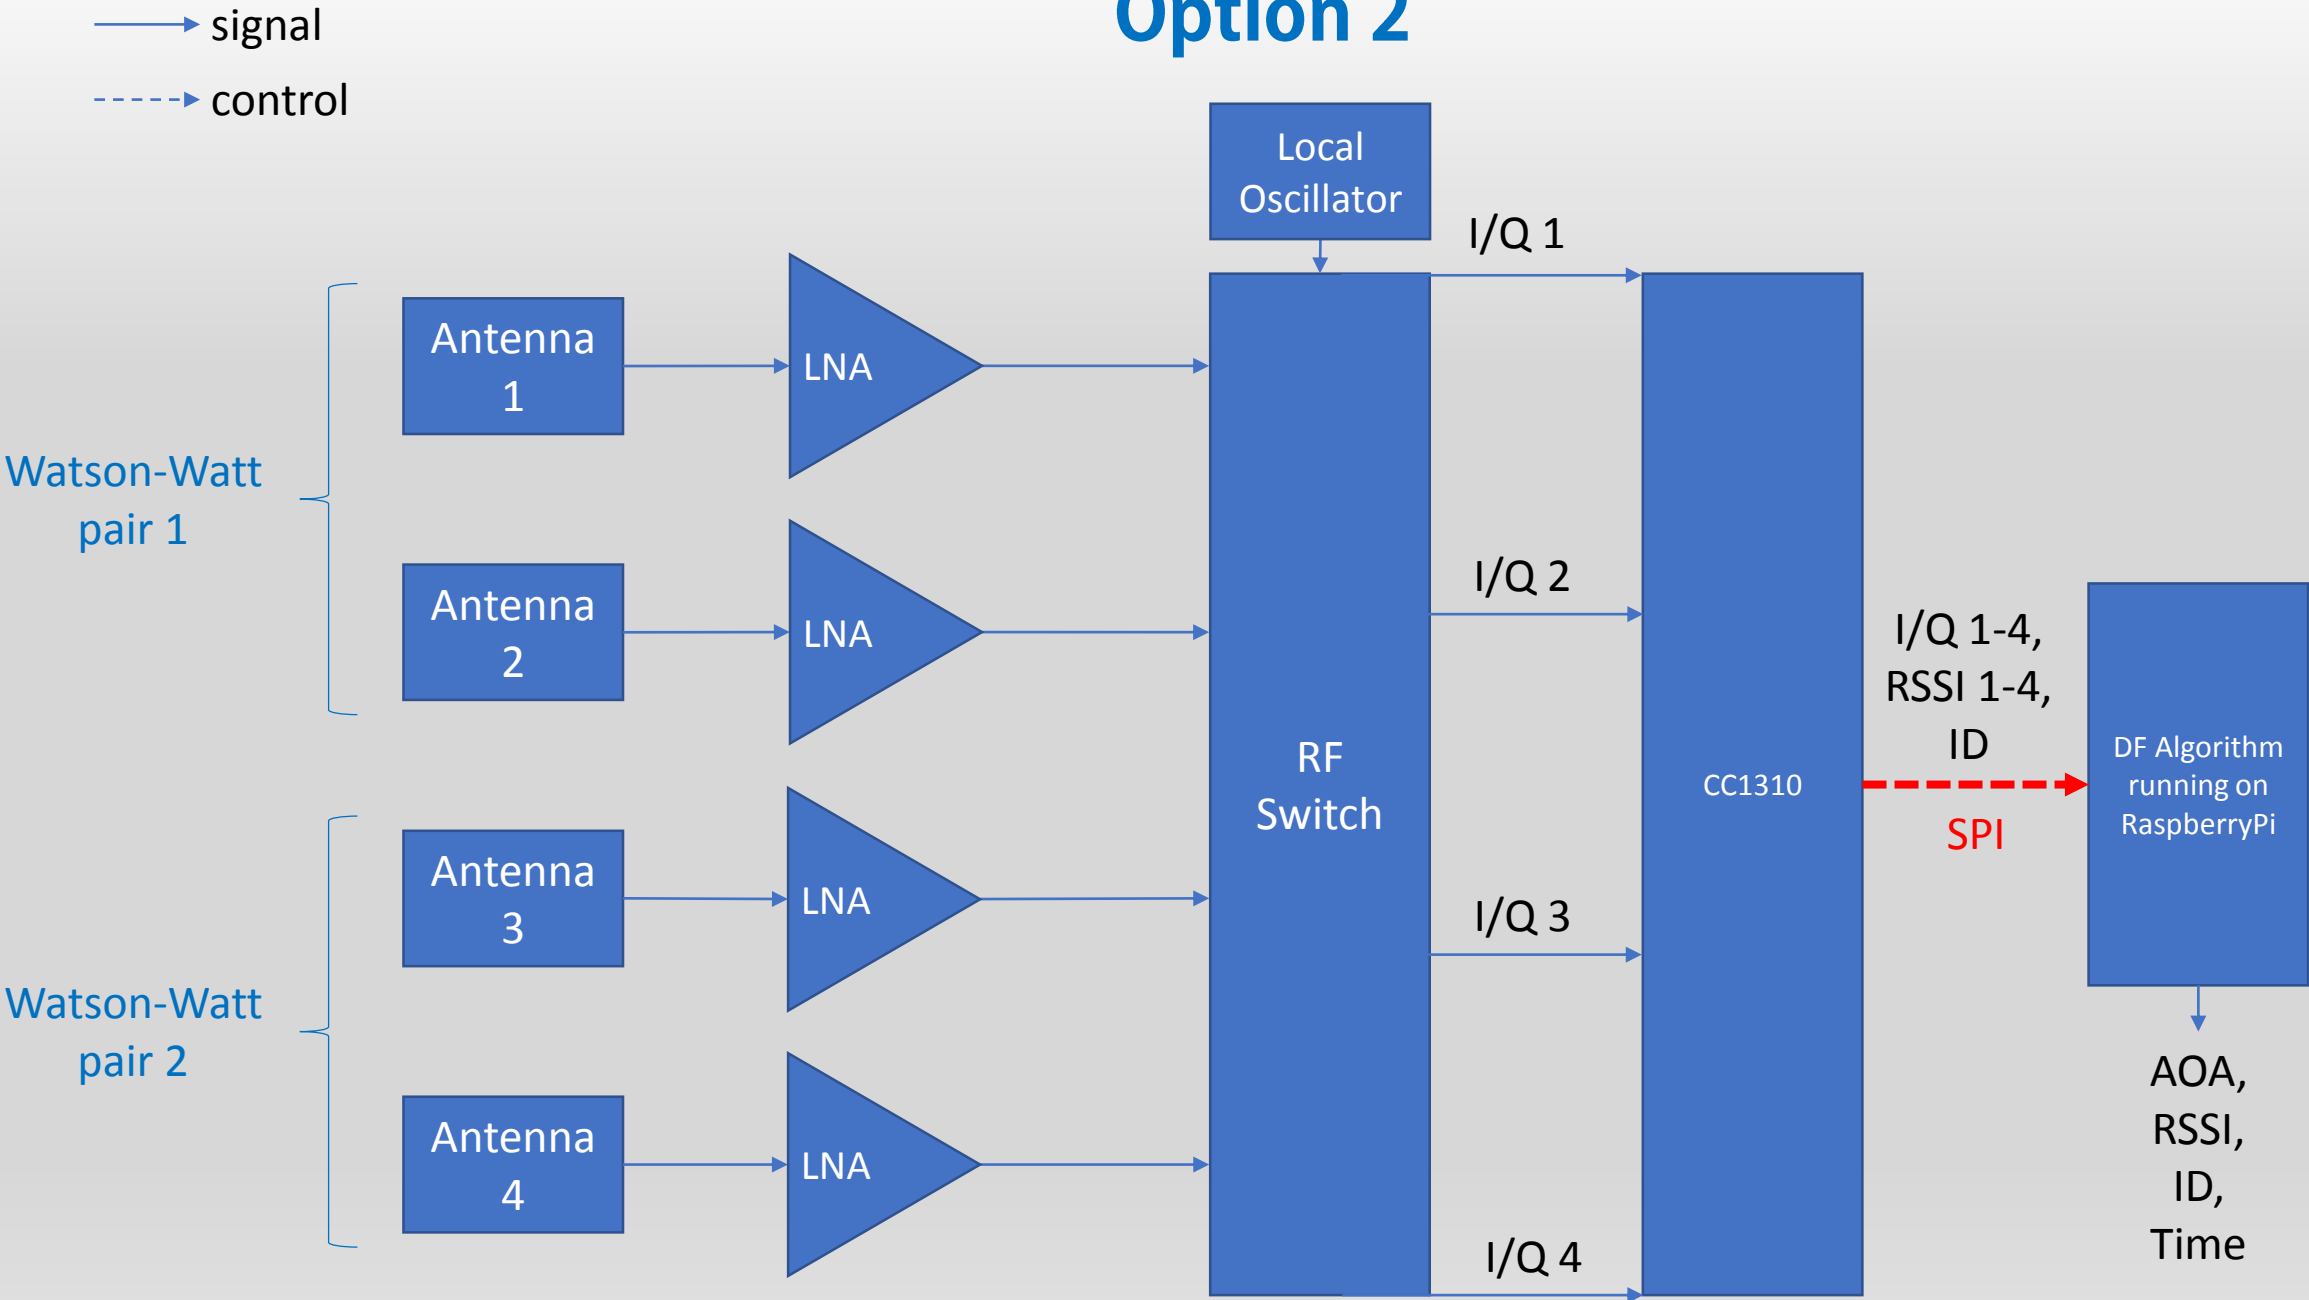 Option 2
signal
control
Local
Oscillator
I/Q 1
Antenna
1
LNA
Watson-Watt
pair 1
I/Q 2
Antenna
2
LNA
I/Q 1-4,
RSSI 1-4,
ID
SPI
RF
Switch
CC1310
DF Algorithm
running on
RaspberryPi
Antenna
3
LNA
I/Q 3
Watson-Watt
pair 2
Antenna
4
LNA
I/Q 4
AOA,
RSSI,
ID,
Time